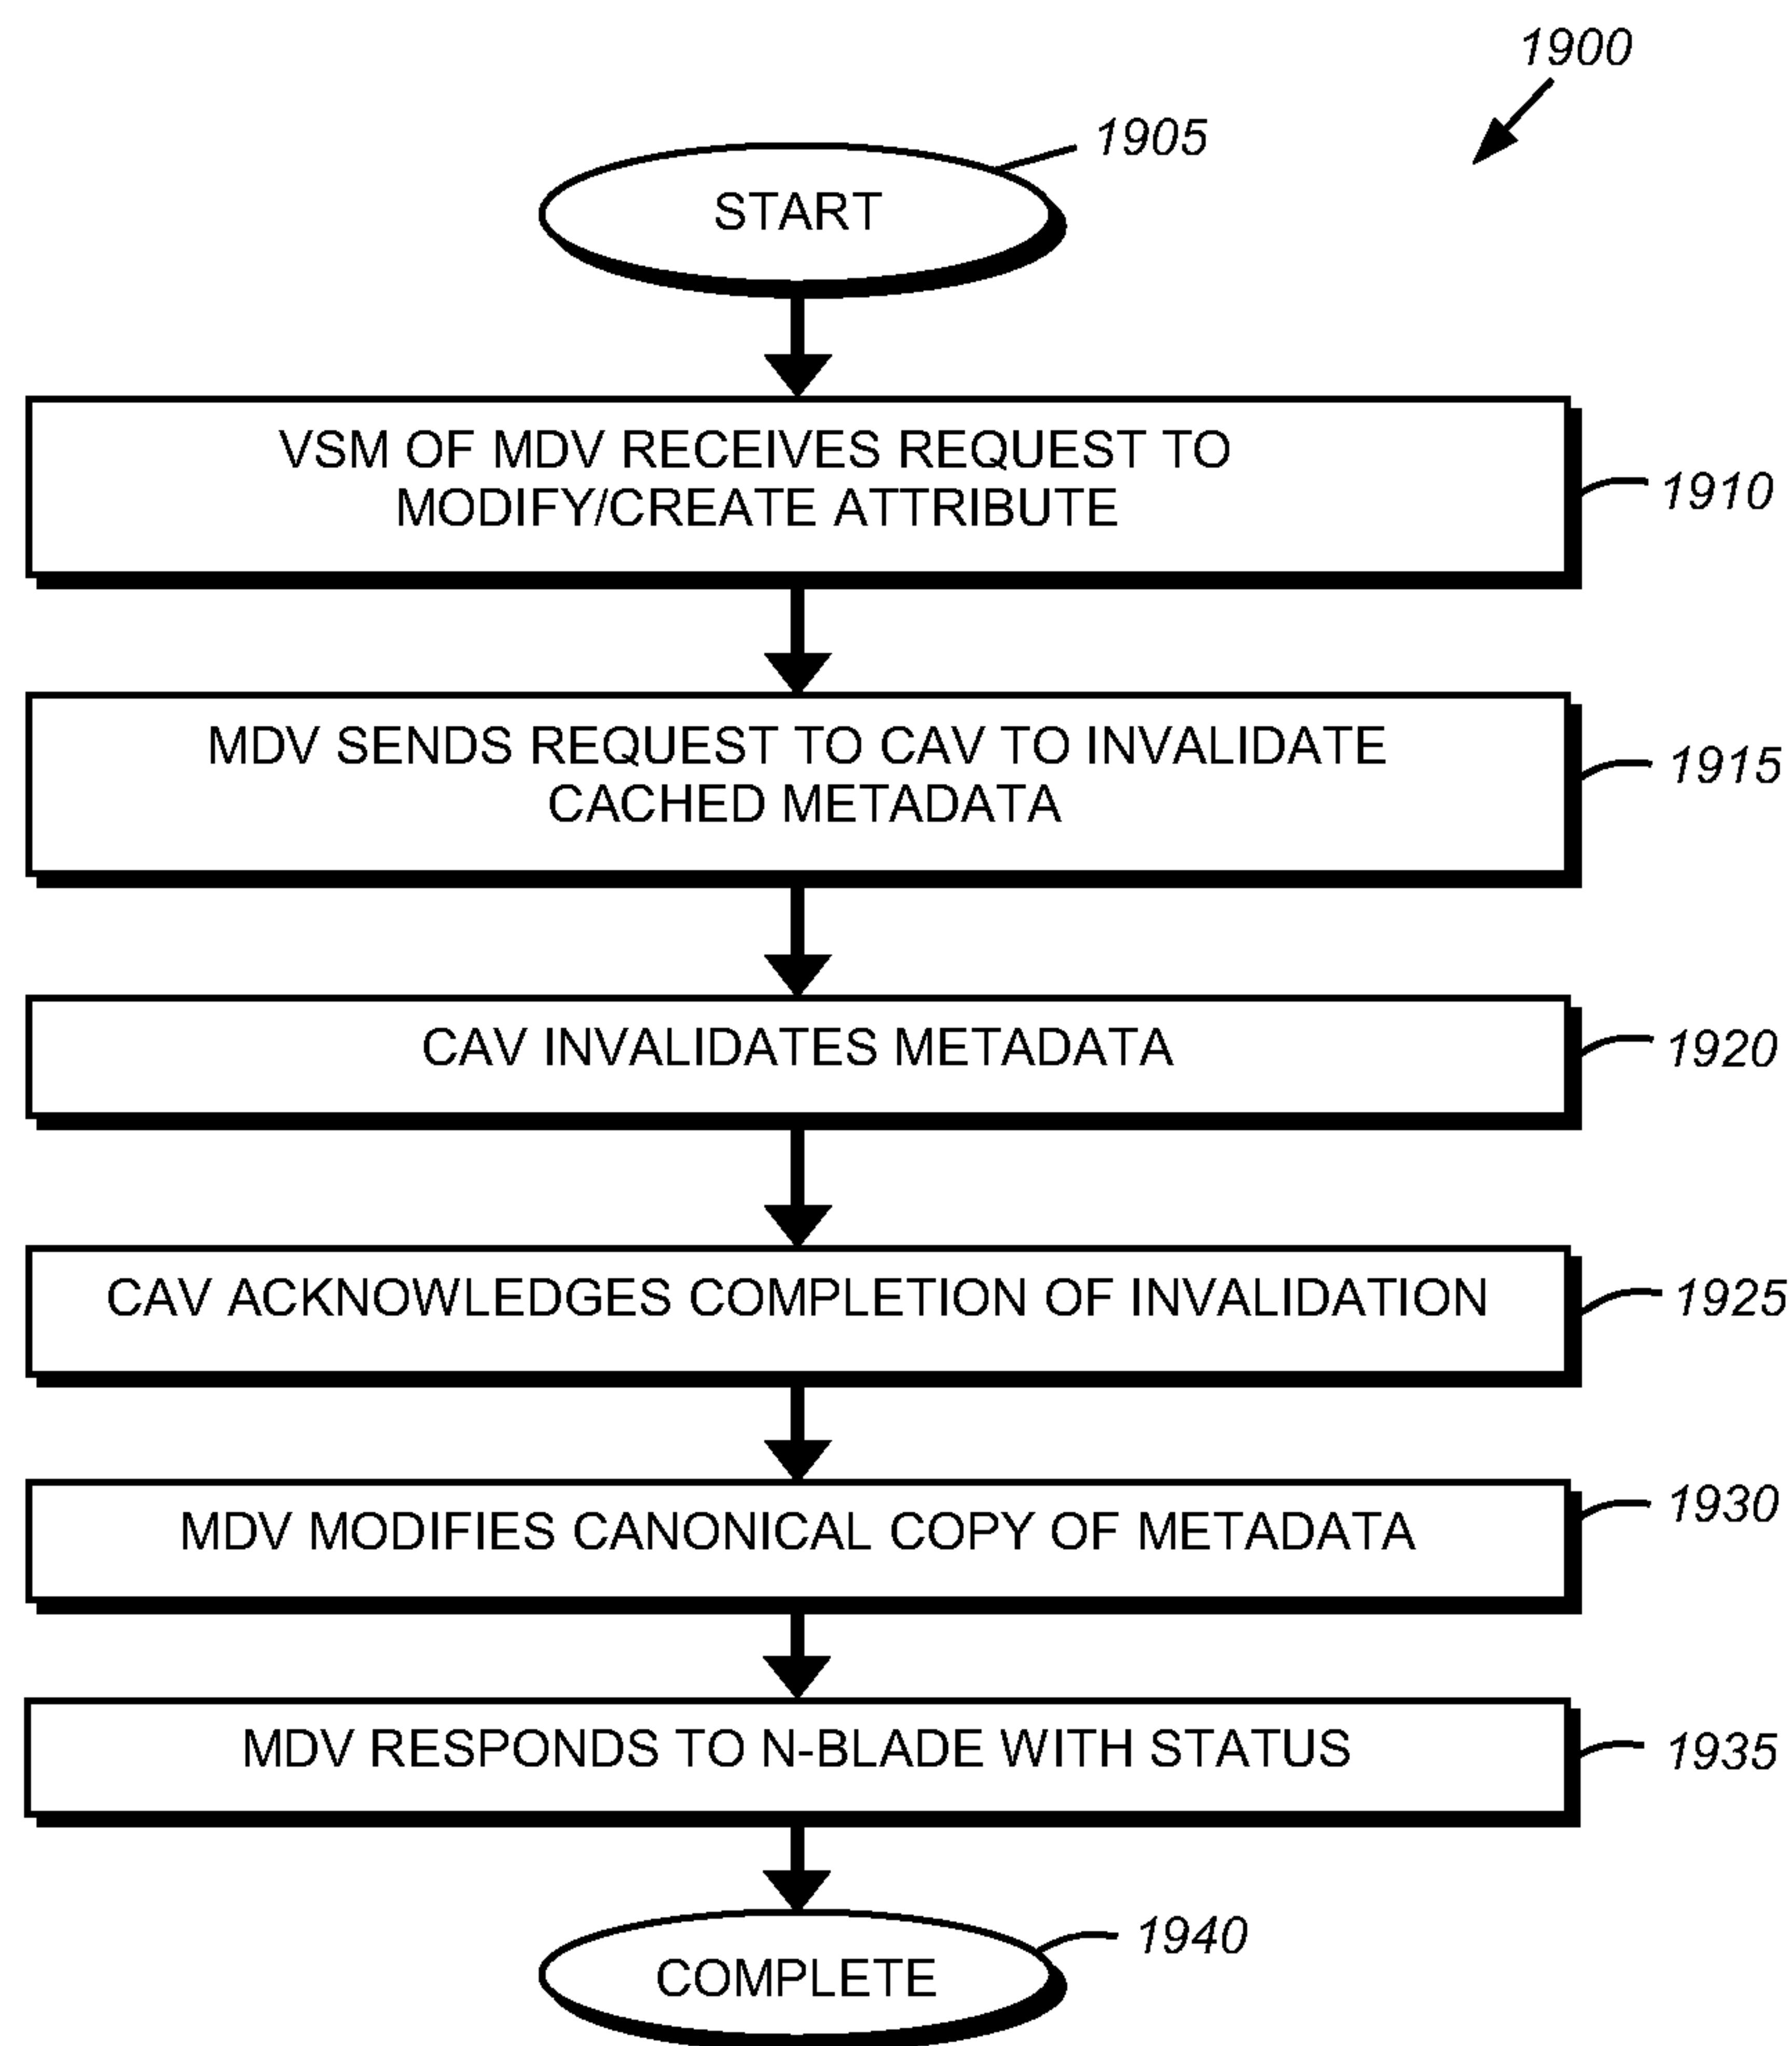 1900
1905
START
VSM OF MDV RECEIVES REQUEST TO
MODIFY/CREATE ATTRIBUTE
1910
MDV SENDS REQUEST TO CAV TO INVALIDATE
CACHED METADATA
1915
CAV INVALIDATES METADATA
1920
CAV ACKNOWLEDGES COMPLETION OF INVALIDATION
1925
MDV MODIFIES CANONICAL COPY OF METADATA
1930
MDV RESPONDS TO N-BLADE WITH STATUS
1935
1940
COMPLETE